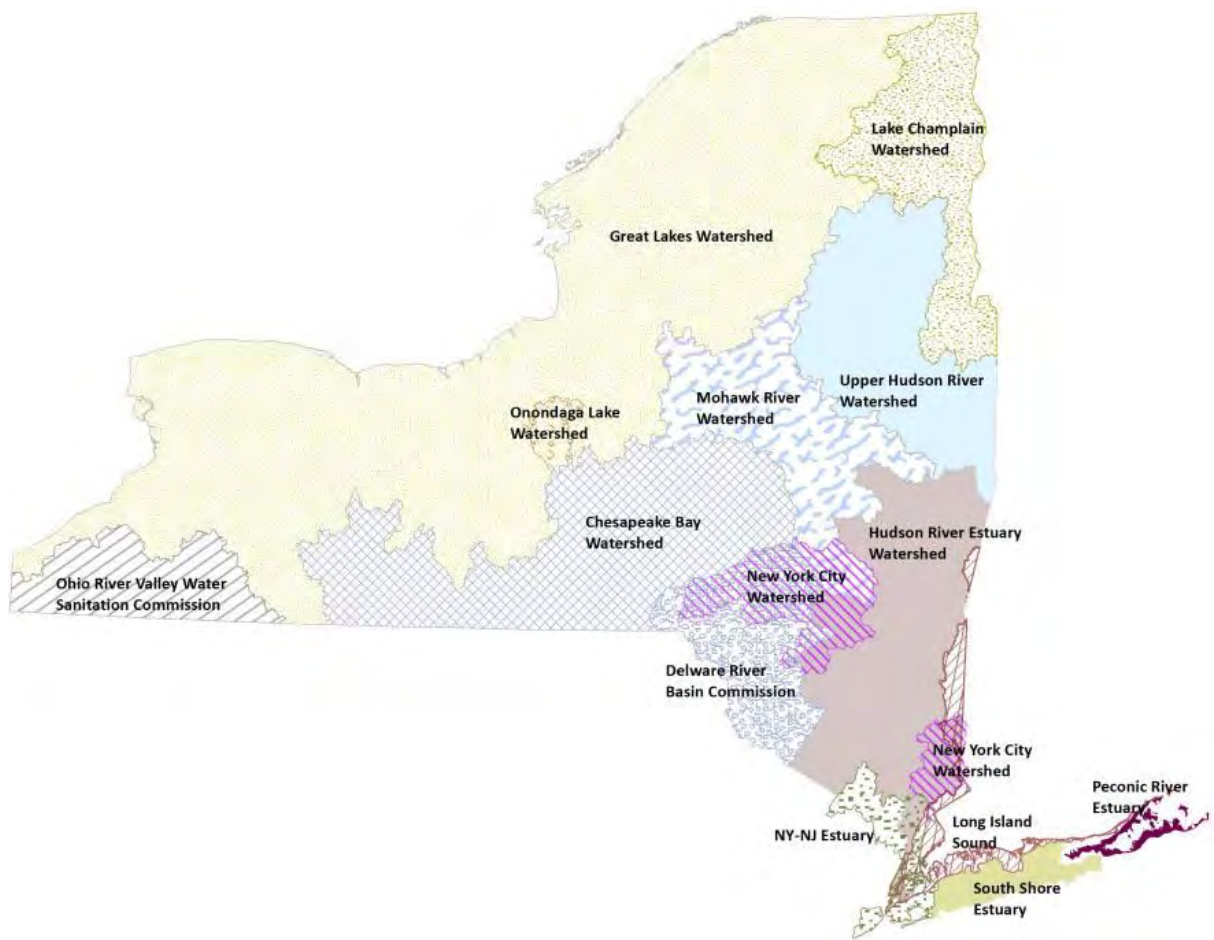 Lake Champlain
Watershed
Great Lakes Watershed
Upper Hudson River
Watershed
Mohawk River
Watershed
Onondaga Lake
Watershed
Chesapeake Bay
Watershed
Hudson River Estuary
Watershed
New York City
Watershed
Ohio River Valley Water
Sanitation Commission
Delware River
Basin Commission
New York City
Watershed
Peconic River
Estuary
NY-NJ Estuary
Long Island
Sound
South Shore
Estuary